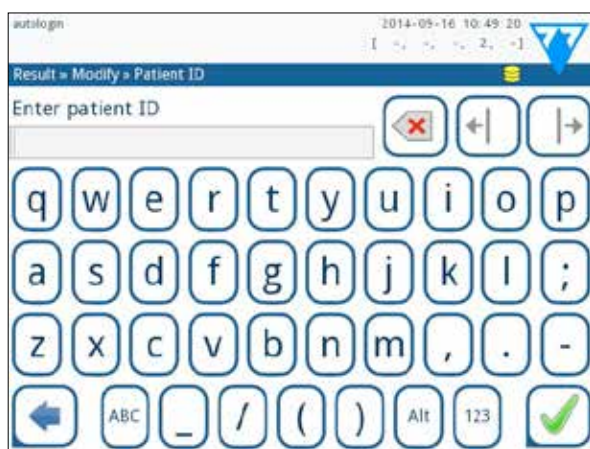 autologin 2014-09-16 10:49:20
[ -, -, -, 2, -]
Result » Modify » Patient ID
Enter patient ID
q w e r t y u i o p
a s d f g h j k l ;
z x c v b n m , . -
ABC _ / ( ) Alt 123